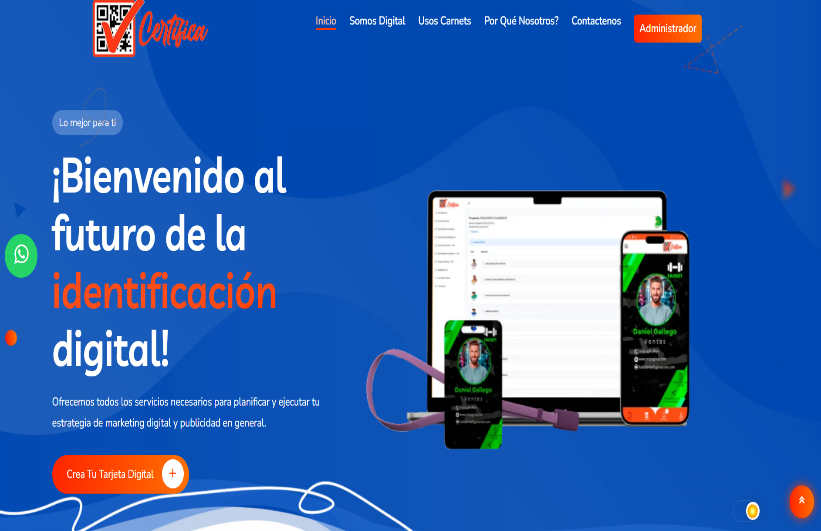 Certifica
Inicio
Somos Digital
Usos Carnets
Por Qué Nosotros?
Contactenos
Administrador
Lo mejor para ti
¡Bienvenido al
futuro de la
identificación
digital!
Ofrecemos todos los servicios necesarios para planificar y ejecutar tu
estrategia de marketing digital y publicidad en general.
Crea Tu Tarjeta Digital
+
Daniel Gallego
Ventas
Daniel Gallego
Ventas